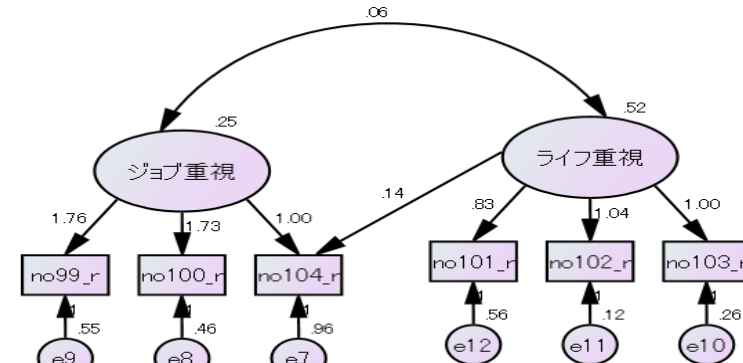 .06
.25
.52
ジョブ重視
ライフ重視
1.76
1.73
1.00
.14
.83
1.04
1.00
no99_r
no100_r
no104_r
no101_r
no102_r
no103_r
1
1
1
1
1
1
.55
.46
.96
.56
.12
.26
e9
e8
e7
e12
e11
e10